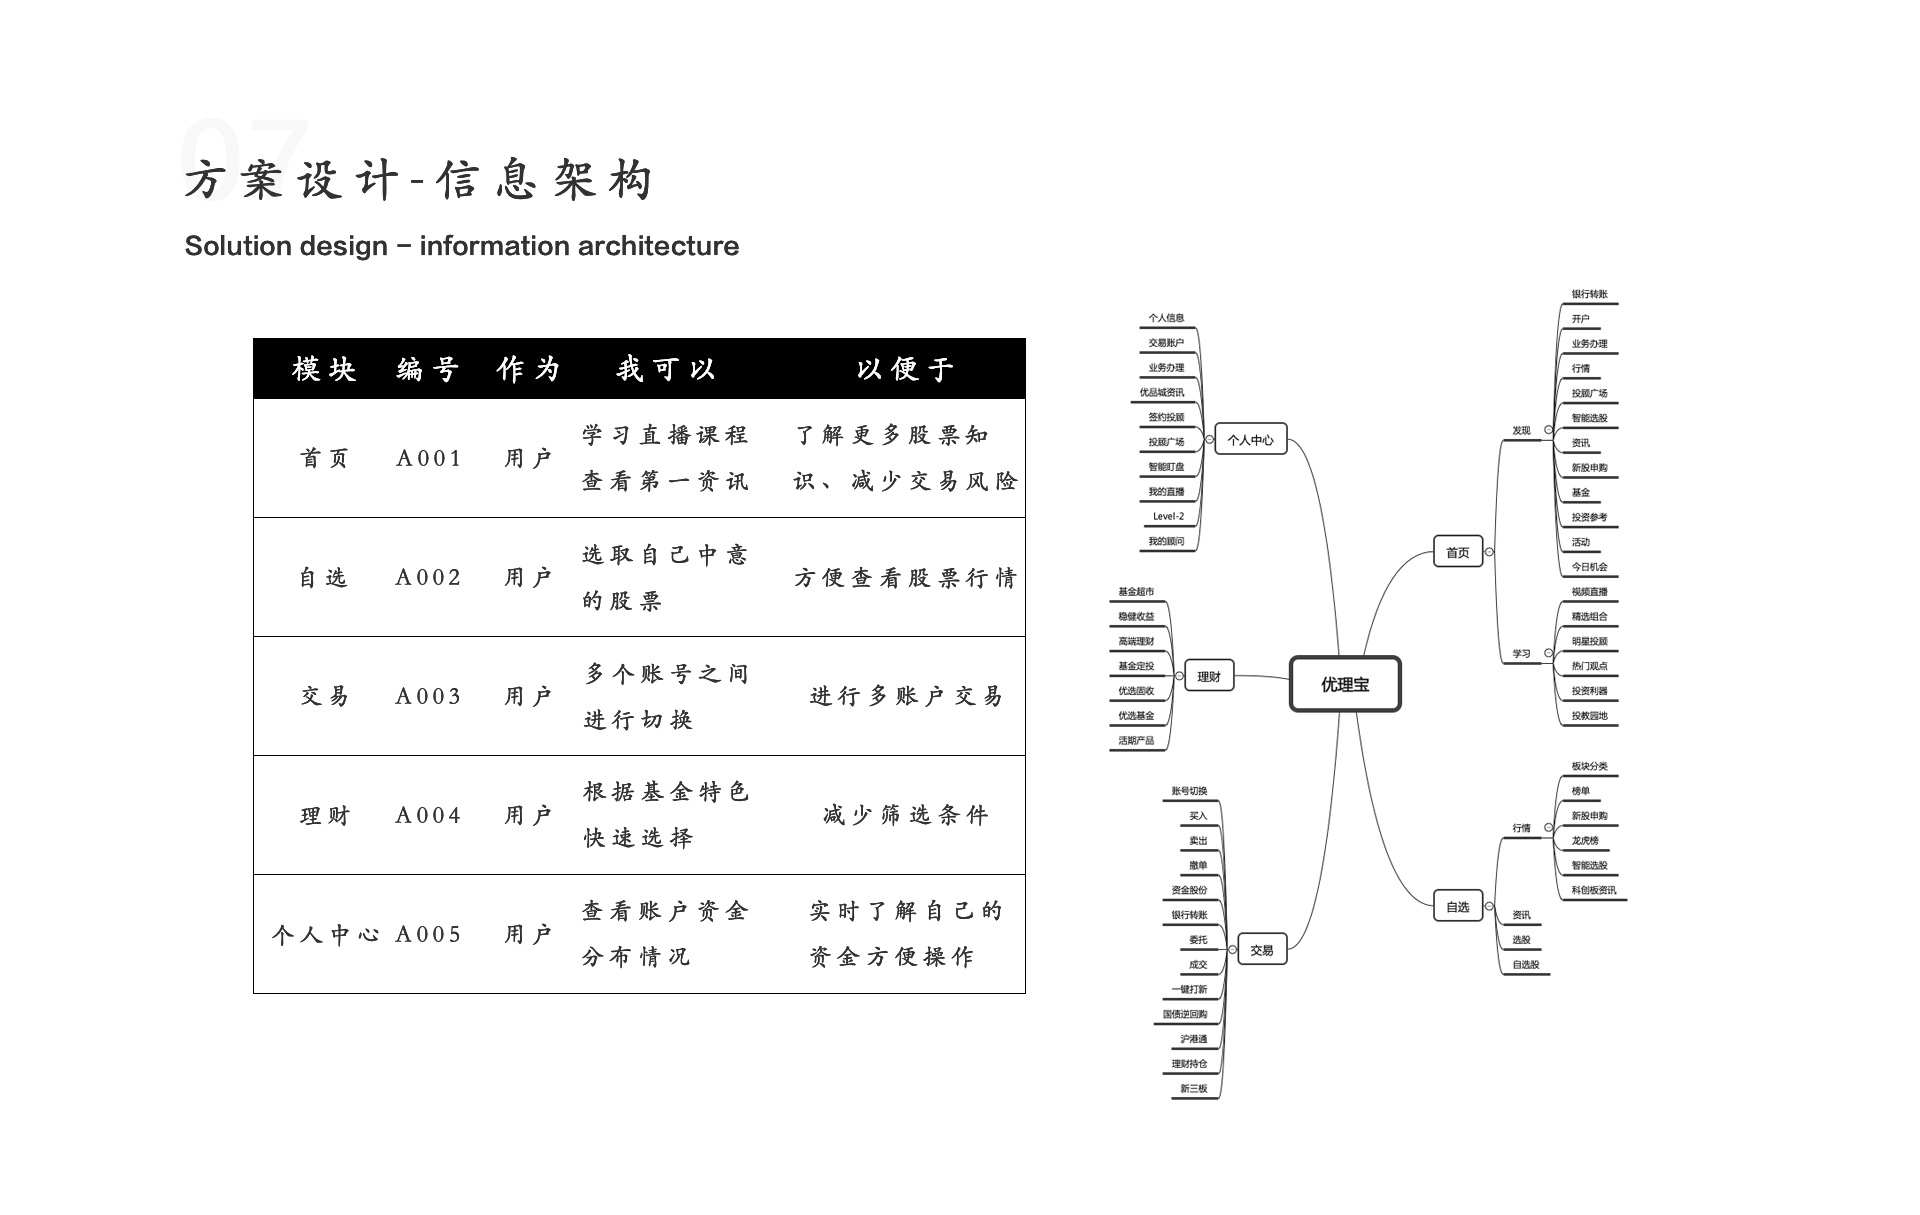 07
方案设计-信息架构
Solution design – information architecture
模块 编号 作为 我可以 以便于
首页 A001 用户
学习直播课程
查看第一资讯
了解更多股票知
识、减少交易风险
自选 A002 用户
选取自己中意
的股票
方便查看股票行情
交易 A003 用户
多个账号之间
进行切换
进行多账户交易
理财 A004 用户
根据基金特色
快速选择
减少筛选条件
个人中心 A005 用户
查看账户资金
分布情况
实时了解自己的
资金方便操作
优理宝
个人中心
个人信息
交易账户
业务办理
优品城资讯
签约投顾
投顾广场
智能盯盘
我的直播
Level-2
我的顾问
理财
基金超市
稳健收益
高端理财
基金定投
优选固收
优选基金
活期产品
交易
账号切换
买入
卖出
撤单
资金股份
银行转账
委托
成交
一键打新
国债逆回购
沪港通
理财持仓
新三板
首页
发现
银行转账
开户
业务办理
行情
投顾广场
智能选股
资讯
新股申购
基金
投资参考
活动
今日机会
学习
视频直播
精选组合
明星投顾
热门观点
投资利器
投教园地
自选
行情
板块分类
榜单
新股申购
龙虎榜
智能选股
科创板资讯
资讯
选股
自选股